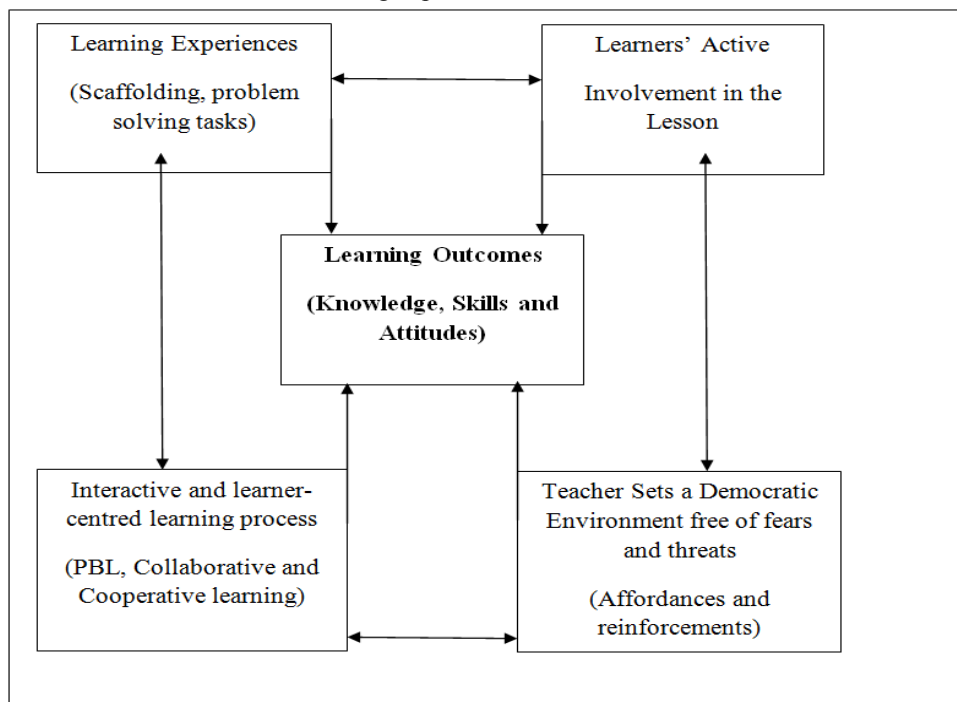 Learning Experiences
(Scaffolding, problem
solving tasks)
Learners’ Active
Involvement in the
Lesson
Learning Outcomes
(Knowledge, Skills and
Attitudes)
Interactive and learner-
centred learning process
(PBL, Collaborative and
Cooperative learning)
Teacher Sets a Democratic
Environment free of fears
and threats
(Affordances and
reinforcements)